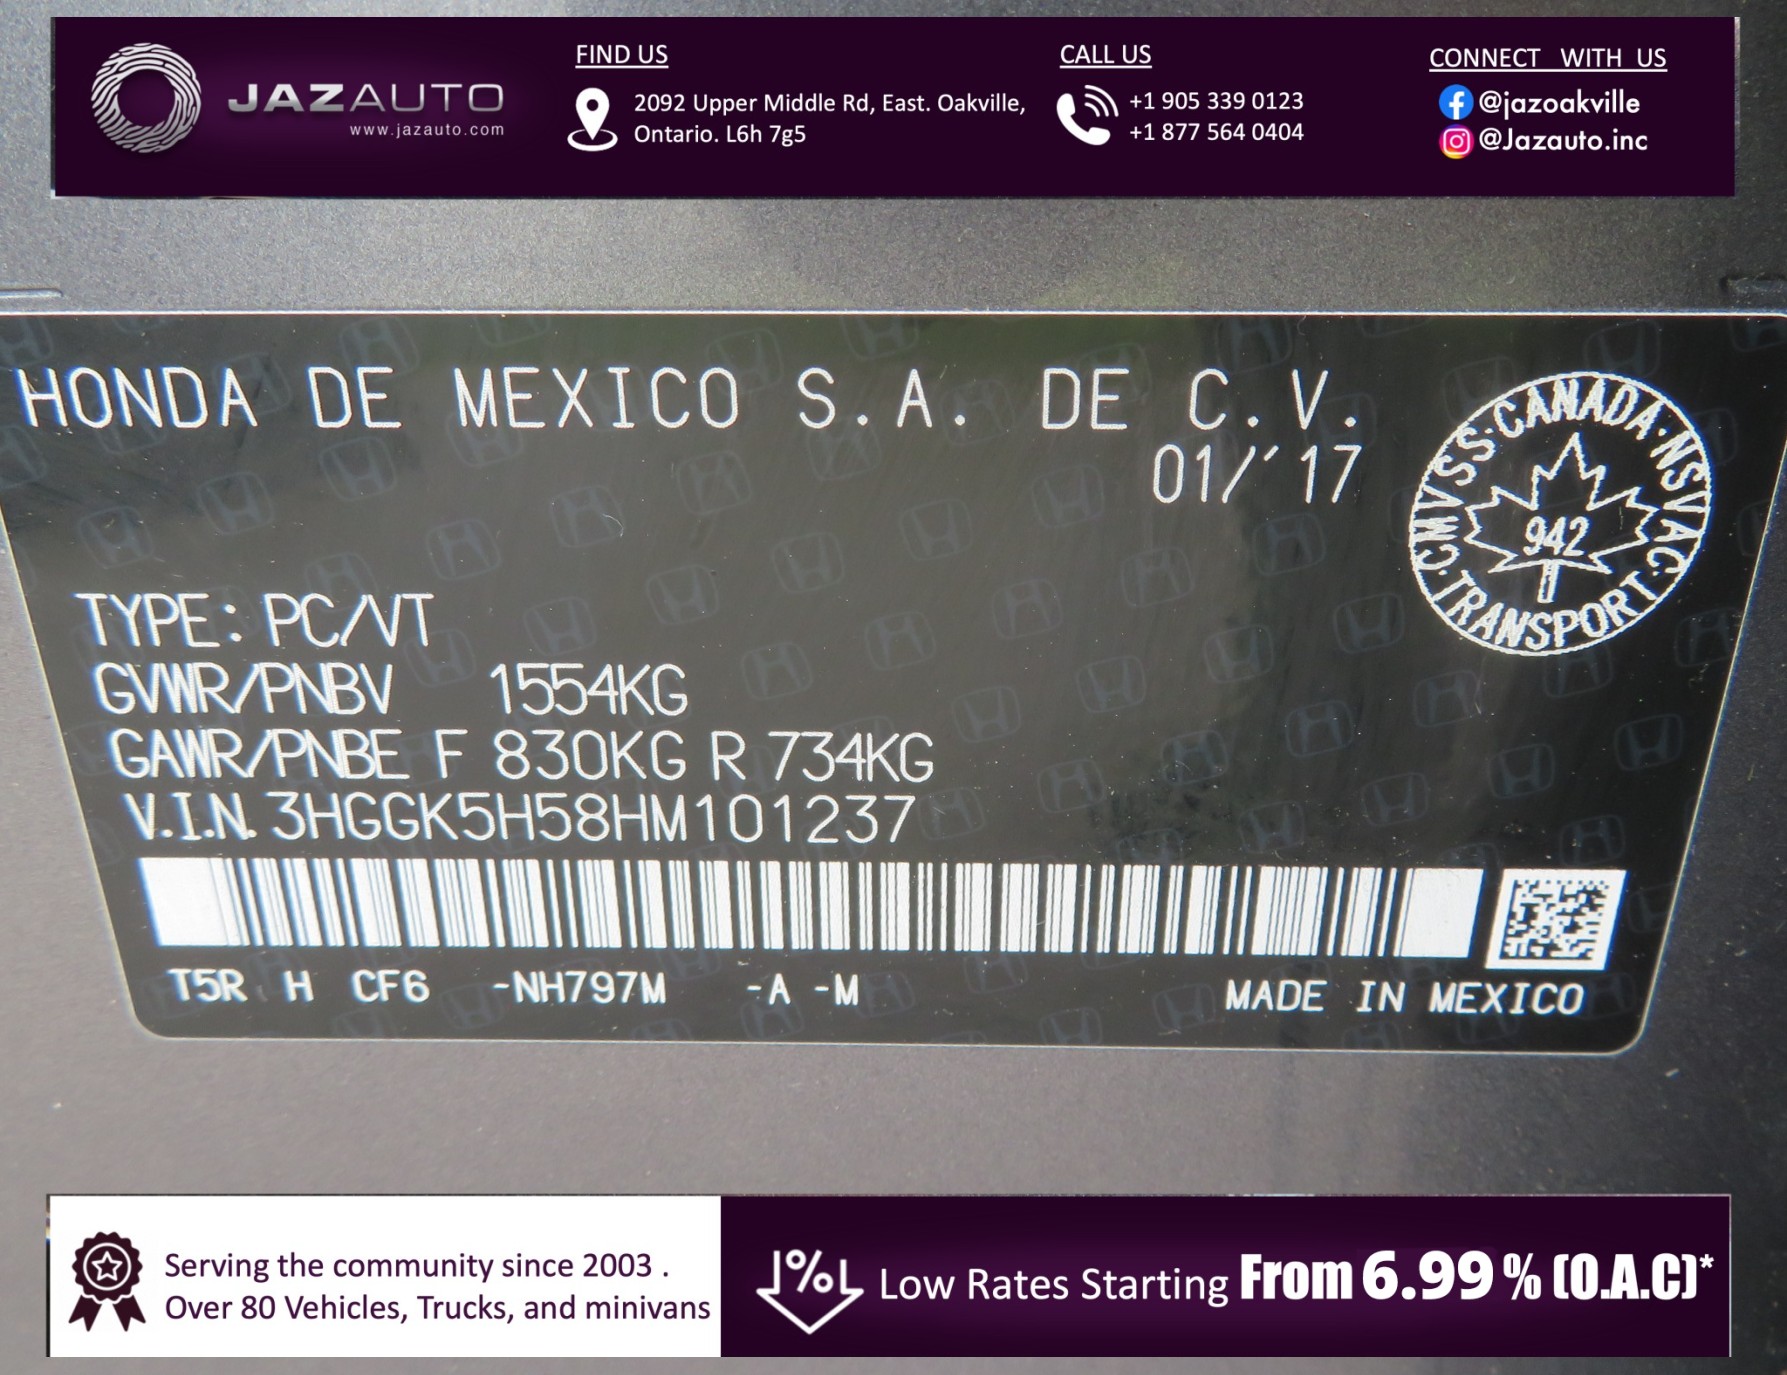 JAZAUTO
www.jazauto.com
FIND US
2092 Upper Middle Rd, East. Oakville,
Ontario. L6h 7g5
CALL US
+1 905 339 0123
+1 877 564 0404
CONNECT WITH US
@jazoakville
@Jazauto.inc
HONDA DE MEXICO S.A. DE C.V.
01/'17
CMVSS·CANADA·NSVAC·TRANSPORT·
942
TYPE: PC/VT
GVWR/PNBV 1554KG
GAWR/PNBE F 830KG R 734KG
V.I.N. 3HGGK5H58HM101237
T5R H CF6 -NH797M -A -M
MADE IN MEXICO
Serving the community since 2003 .
Over 80 Vehicles, Trucks, and minivans
%
Low Rates Starting From 6.99 % (O.A.C)*